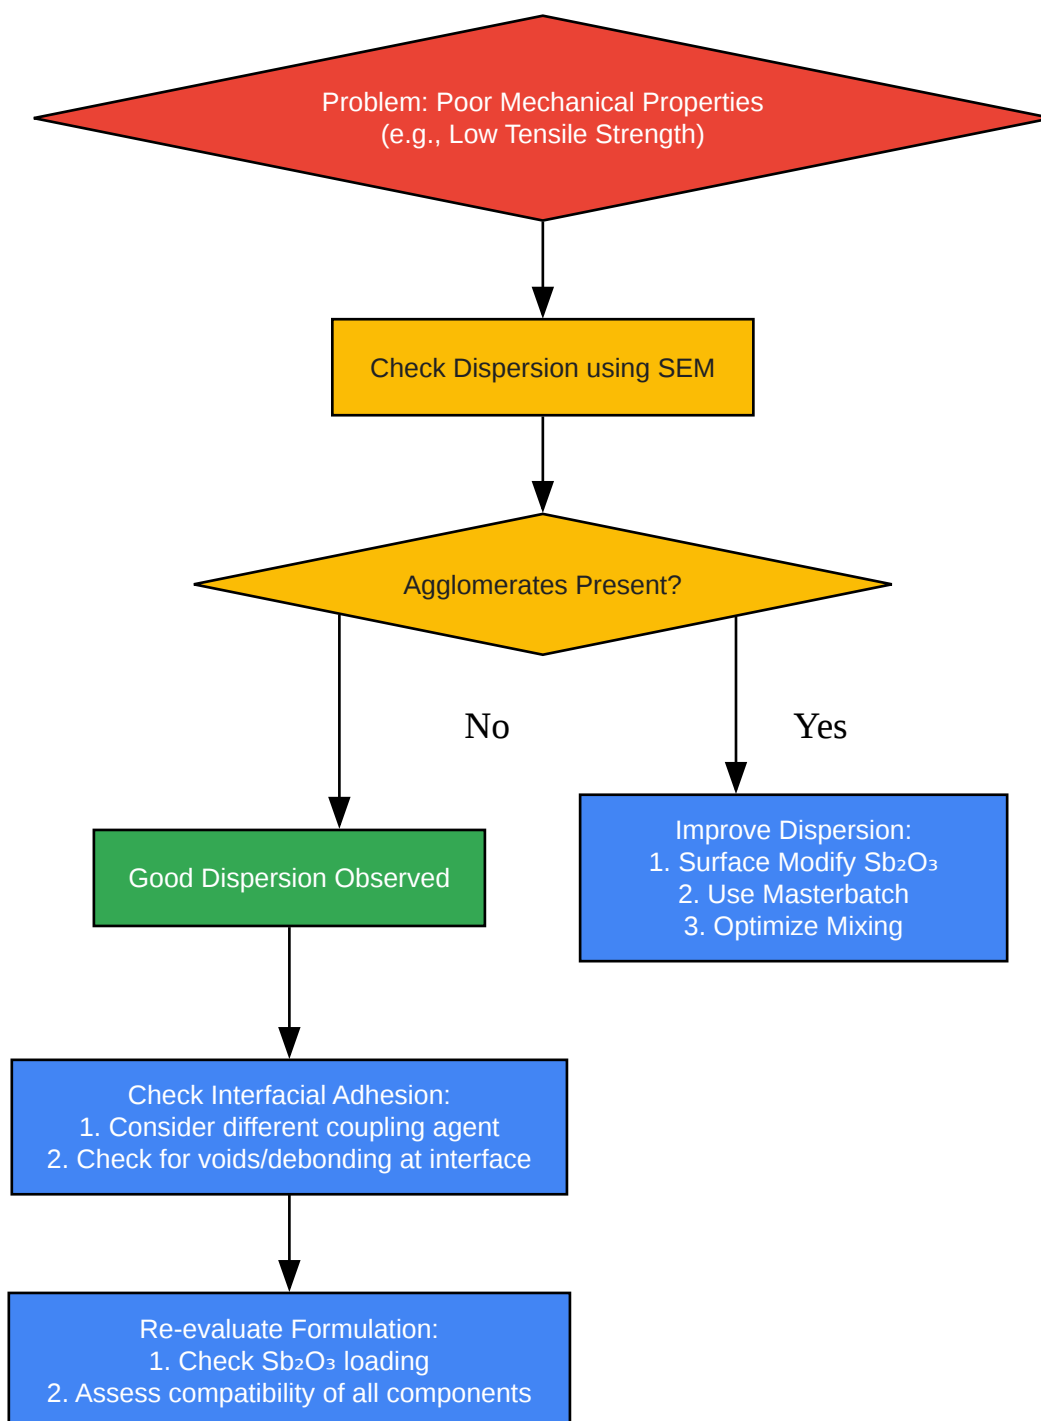 Problem: Poor Mechanical Properties
(e.g., Low Tensile Strength)
Check Dispersion using SEM
Agglomerates Present?
No
Yes
Improve Dispersion:
1. Surface Modify Sb₂O₃
2. Use Masterbatch
3. Optimize Mixing
Good Dispersion Observed
Check Interfacial Adhesion:
1. Consider different coupling agent
2. Check for voids/debonding at interface
Re-evaluate Formulation:
1. Check Sb₂O₃ loading
2. Assess compatibility of all components